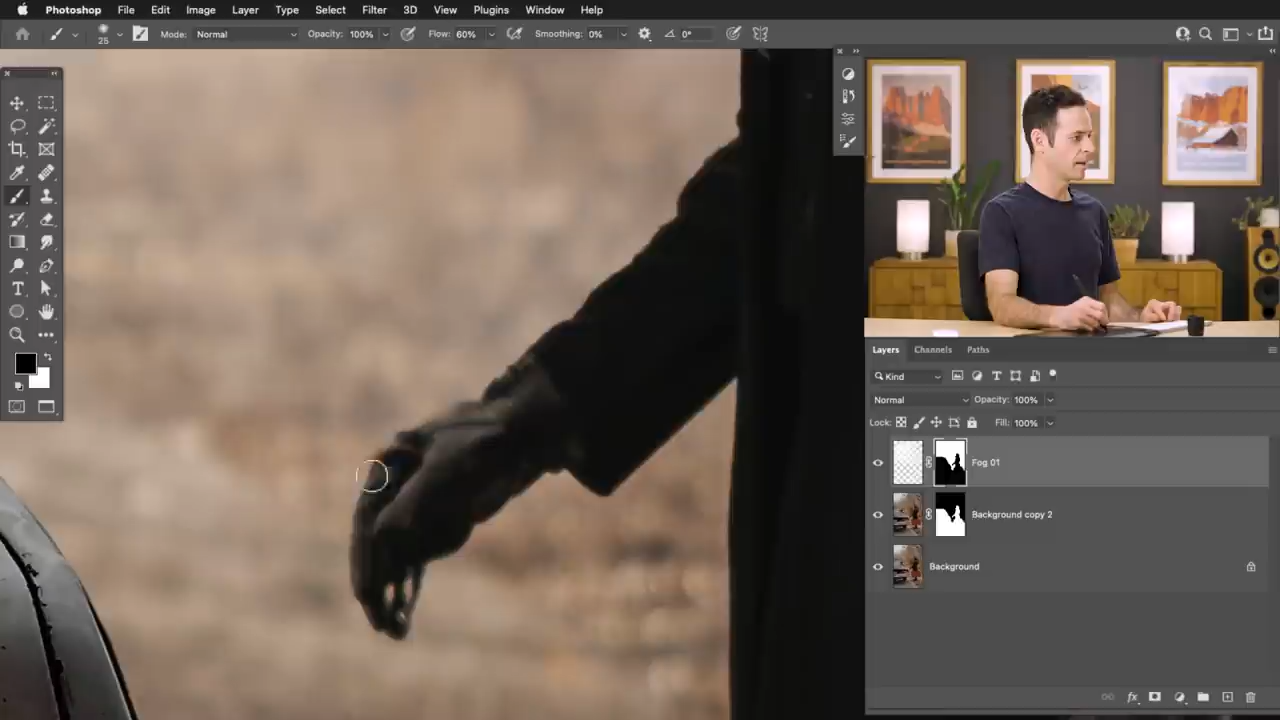 Photoshop File Edit Image Layer Type Select Filter 3D View Plugins Window Help
25 Mode: Normal Opacity: 100% Flow: 60% Smoothing: 0% 0°
Layers Channels Paths
Kind
Normal Opacity: 100%
Lock: Fill: 100%
Fog 01
Background copy 2
Background